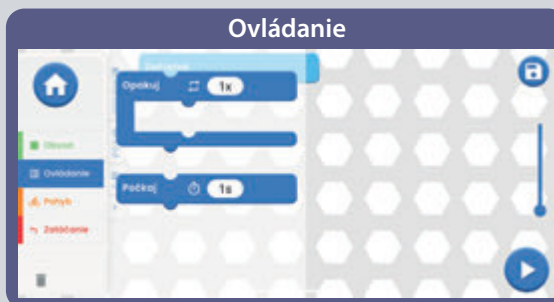 Ovládanie
Opakuj 1x
Ovládanie
Počkaj 1s
Pohyb
Zatáčanie